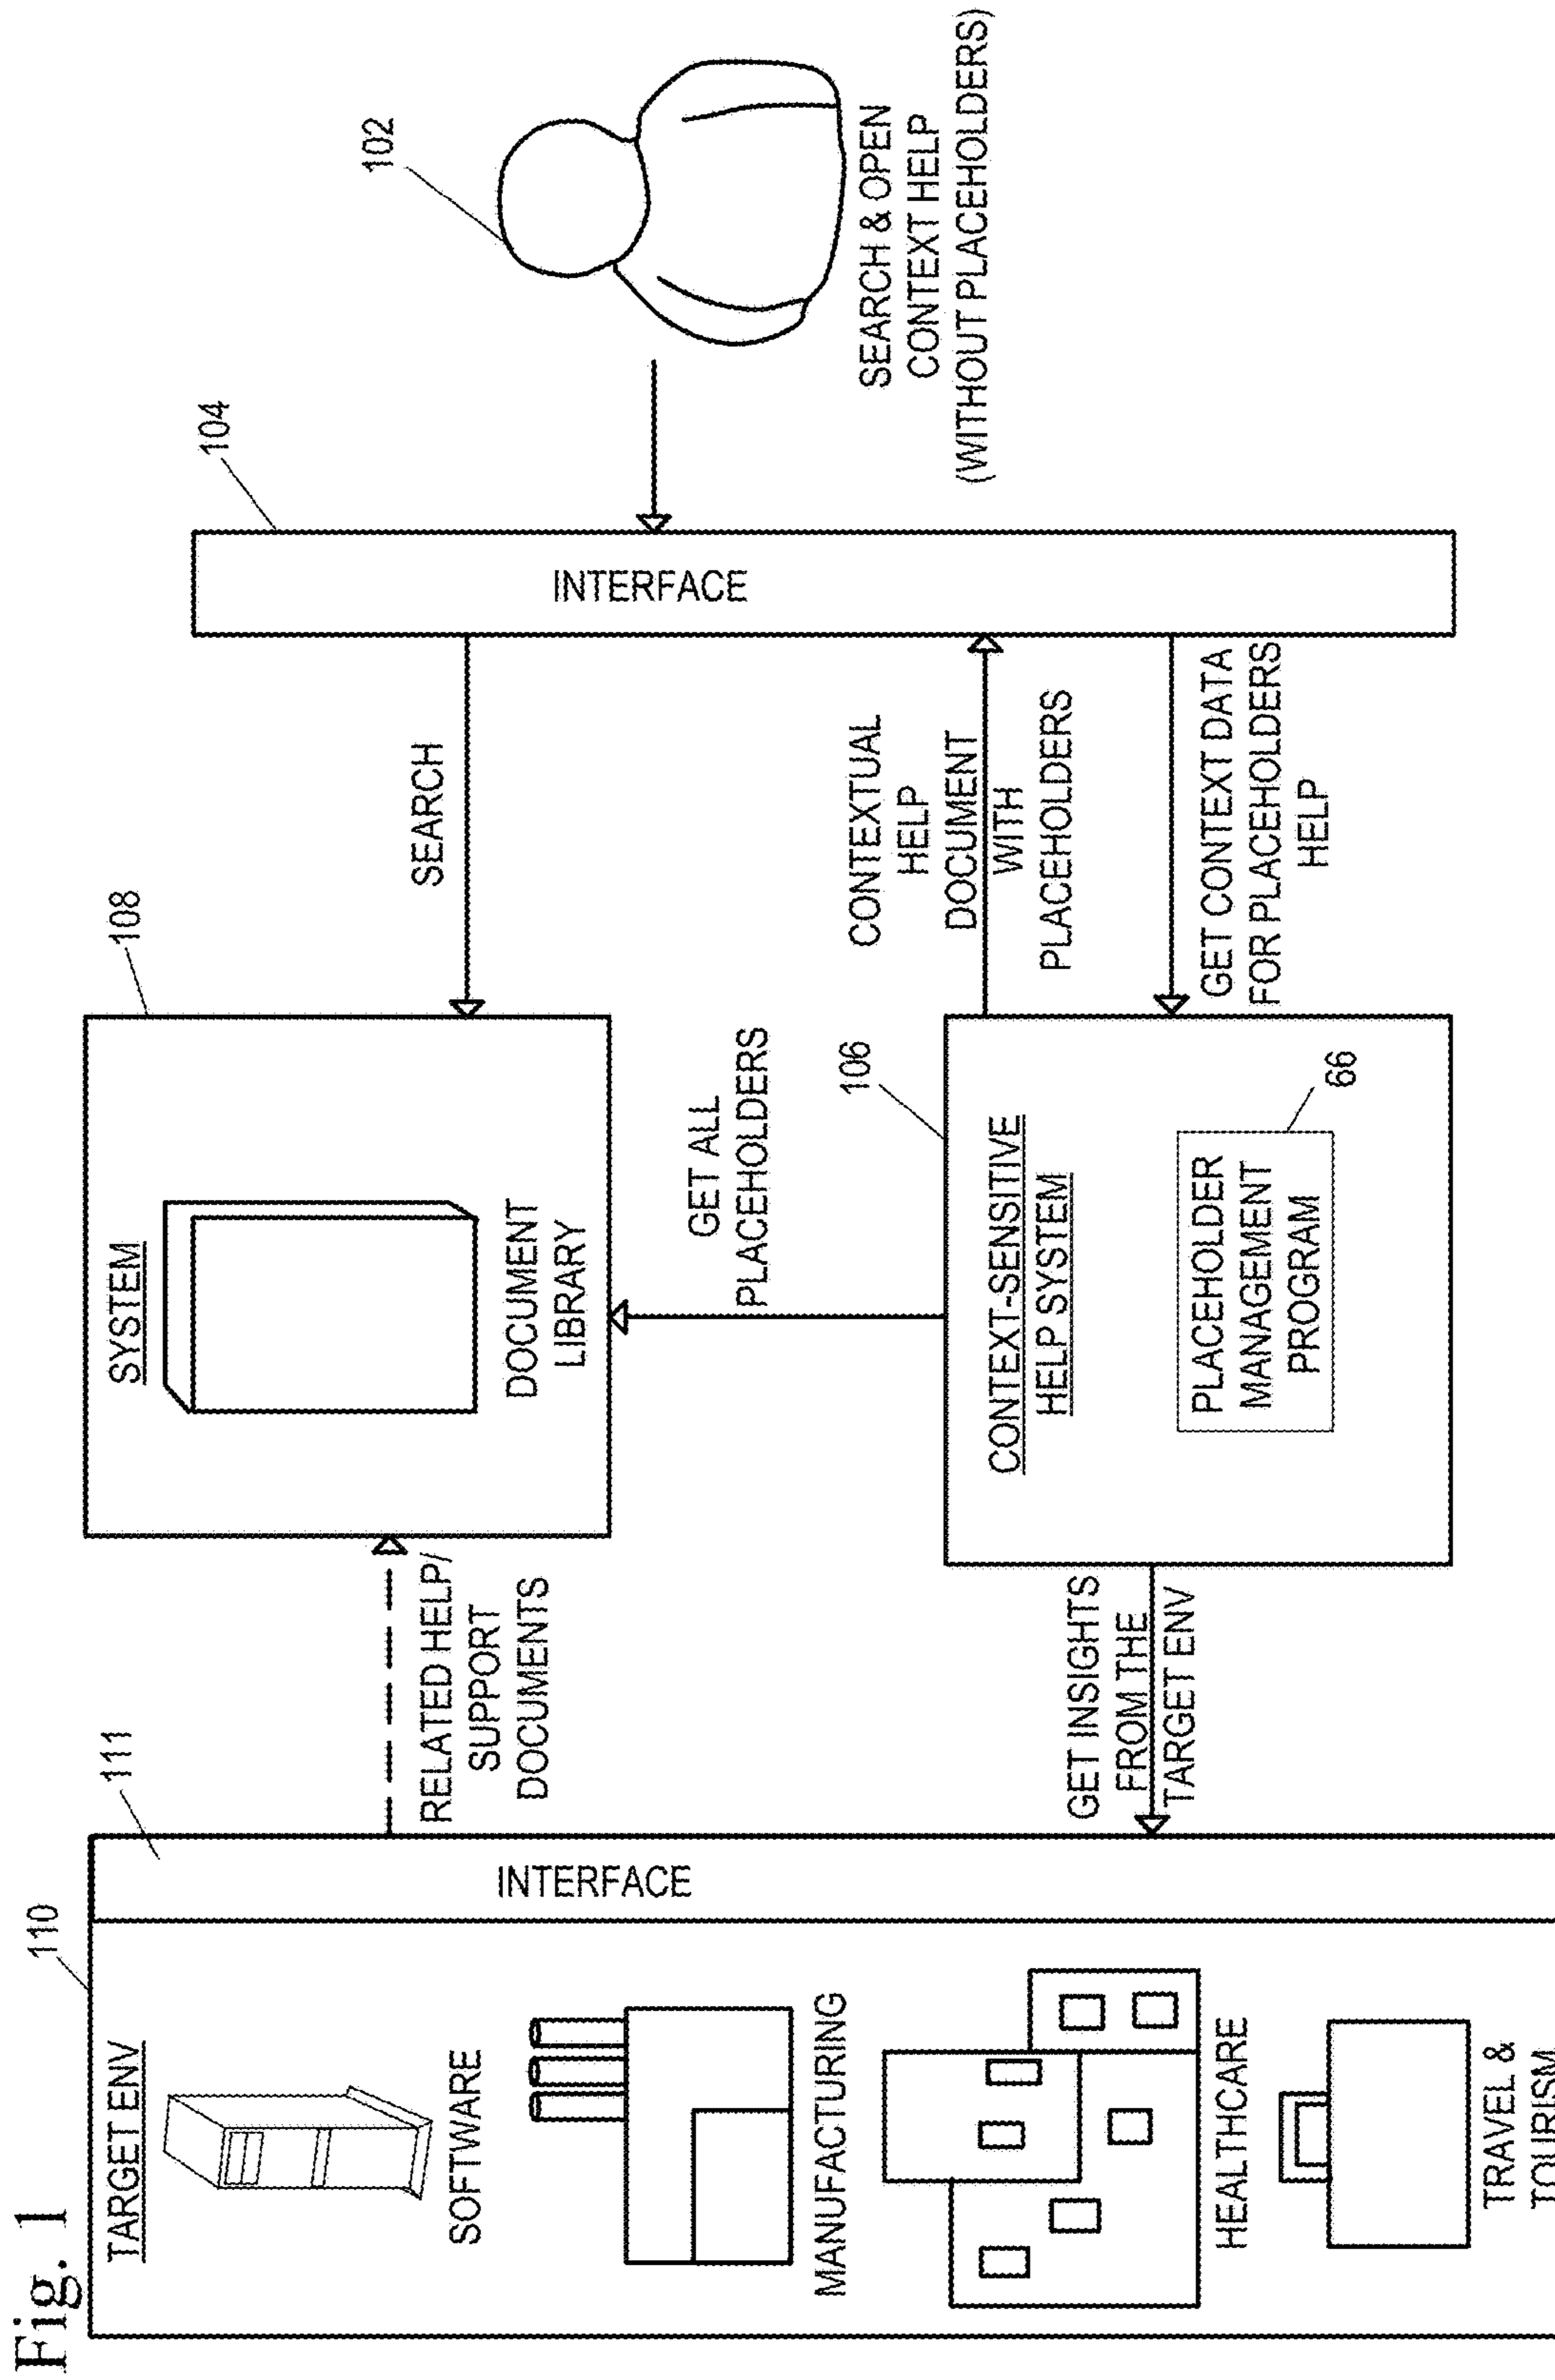 Fig. 1
110
TARGET ENV
SOFTWARE
MANUFACTURING
HEALTHCARE
TRAVEL &
TOURISM
111
INTERFACE
RELATED HELP/
SUPPORT
DOCUMENTS
GET INSIGHTS
FROM THE
TARGET ENV
108
SYSTEM
DOCUMENT
LIBRARY
GET ALL
PLACEHOLDERS
106
CONTEXT-SENSITIVE
HELP SYSTEM
PLACEHOLDER
MANAGEMENT
PROGRAM
66
SEARCH
CONTEXTUAL
HELP
DOCUMENT
WITH
PLACEHOLDERS
GET CONTEXT DATA
FOR PLACEHOLDERS
HELP
104
INTERFACE
102
SEARCH & OPEN
CONTEXT HELP
(WITHOUT PLACEHOLDERS)